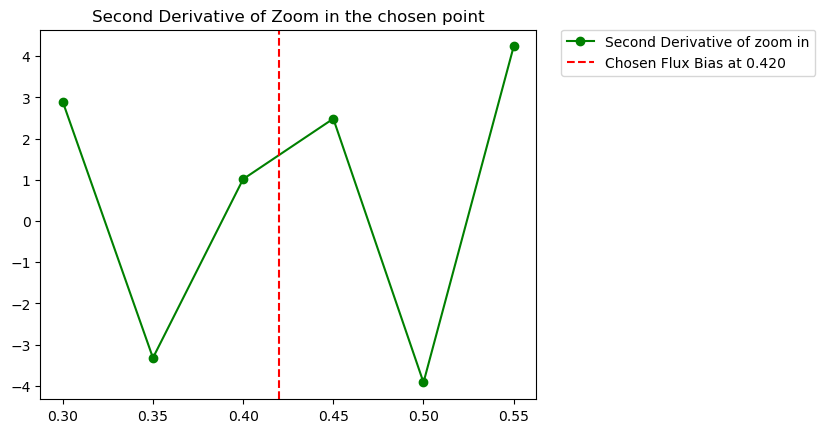 Second Derivative of Zoom in the chosen point
Second Derivative of zoom in
Chosen Flux Bias at 0.420
4
3
2
1
0
−1
−2
−3
−4
0.30 0.35 0.40 0.45 0.50 0.55